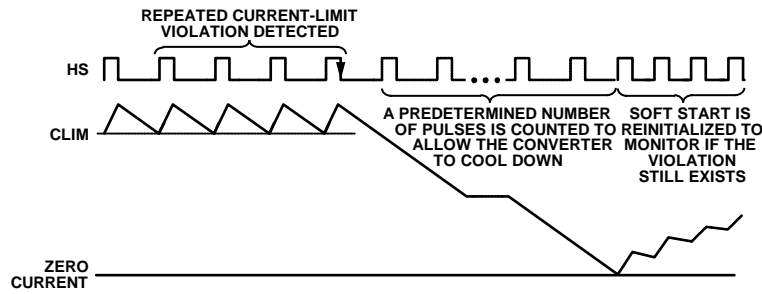 REPEATED CURRENT-LIMIT
VIOLATION DETECTED
HS
CLIM
A PREDETERMINED NUMBER
OF PULSES IS COUNTED TO
ALLOW THE CONVERTER
TO COOL DOWN
SOFT START IS
REINITIALIZED TO
MONITOR IF THE
VIOLATION
STILL EXISTS
ZERO
CURRENT